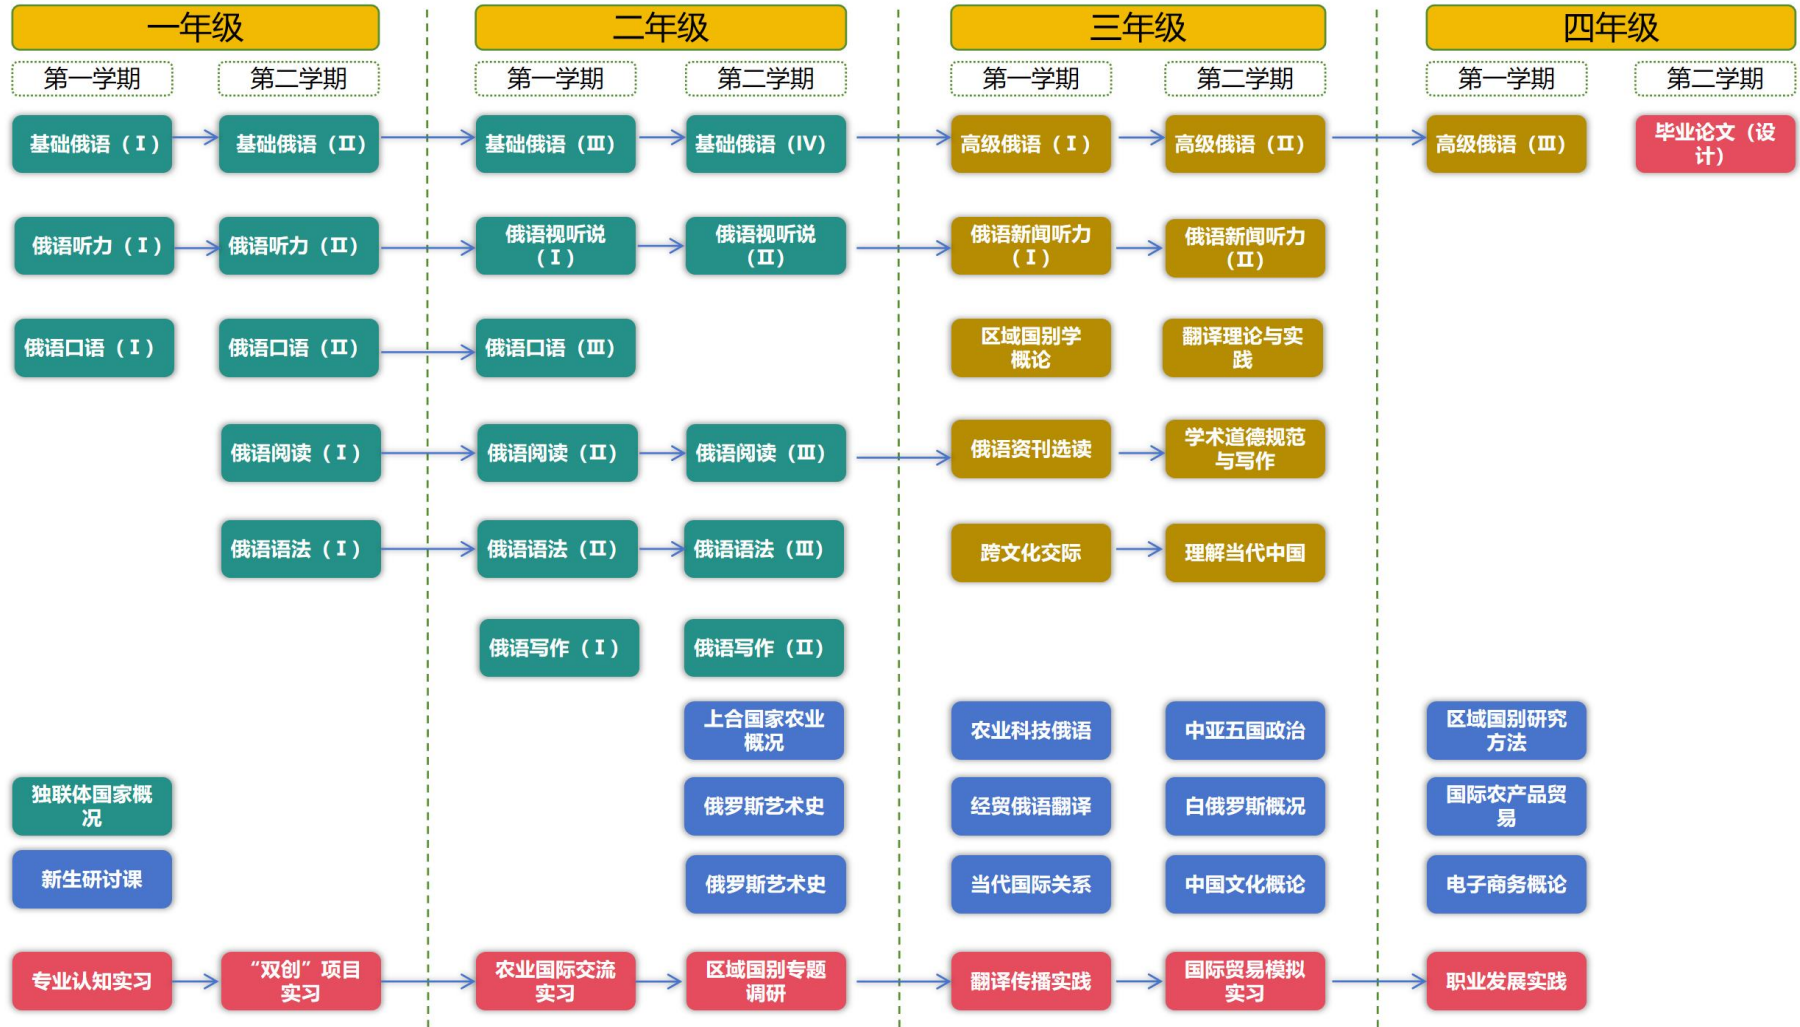 一年级
二年级
三年级
四年级
第一学期
第二学期
第一学期
第二学期
第一学期
第二学期
第一学期
第二学期
基础俄语（Ⅰ）
基础俄语（Ⅱ）
基础俄语（Ⅲ）
基础俄语（Ⅳ）
高级俄语（Ⅰ）
高级俄语（Ⅱ）
高级俄语（Ⅲ）
毕业论文（设
计）
俄语听力（Ⅰ）
俄语听力（Ⅱ）
俄语视听说
（Ⅰ）
俄语视听说
（Ⅱ）
俄语新闻听力
（Ⅰ）
俄语新闻听力
（Ⅱ）
俄语口语（Ⅰ）
俄语口语（Ⅱ）
俄语口语（Ⅲ）
区域国别学
概论
翻译理论与实
践
俄语阅读（Ⅰ）
俄语阅读（Ⅱ）
俄语阅读（Ⅲ）
俄语资刊选读
学术道德规范
与写作
俄语语法（Ⅰ）
俄语语法（Ⅱ）
俄语语法（Ⅲ）
跨文化交际
理解当代中国
俄语写作（Ⅰ）
俄语写作（Ⅱ）
上合国家农业
概况
农业科技俄语
中亚五国政治
区域国别研究
方法
独联体国家概
况
俄罗斯艺术史
经贸俄语翻译
白俄罗斯概况
国际农产品贸
易
新生研讨课
俄罗斯艺术史
当代国际关系
中国文化概论
电子商务概论
专业认知实习
“双创”项目
实习
农业国际交流
实习
区域国别专题
调研
翻译传播实践
国际贸易模拟
实习
职业发展实践